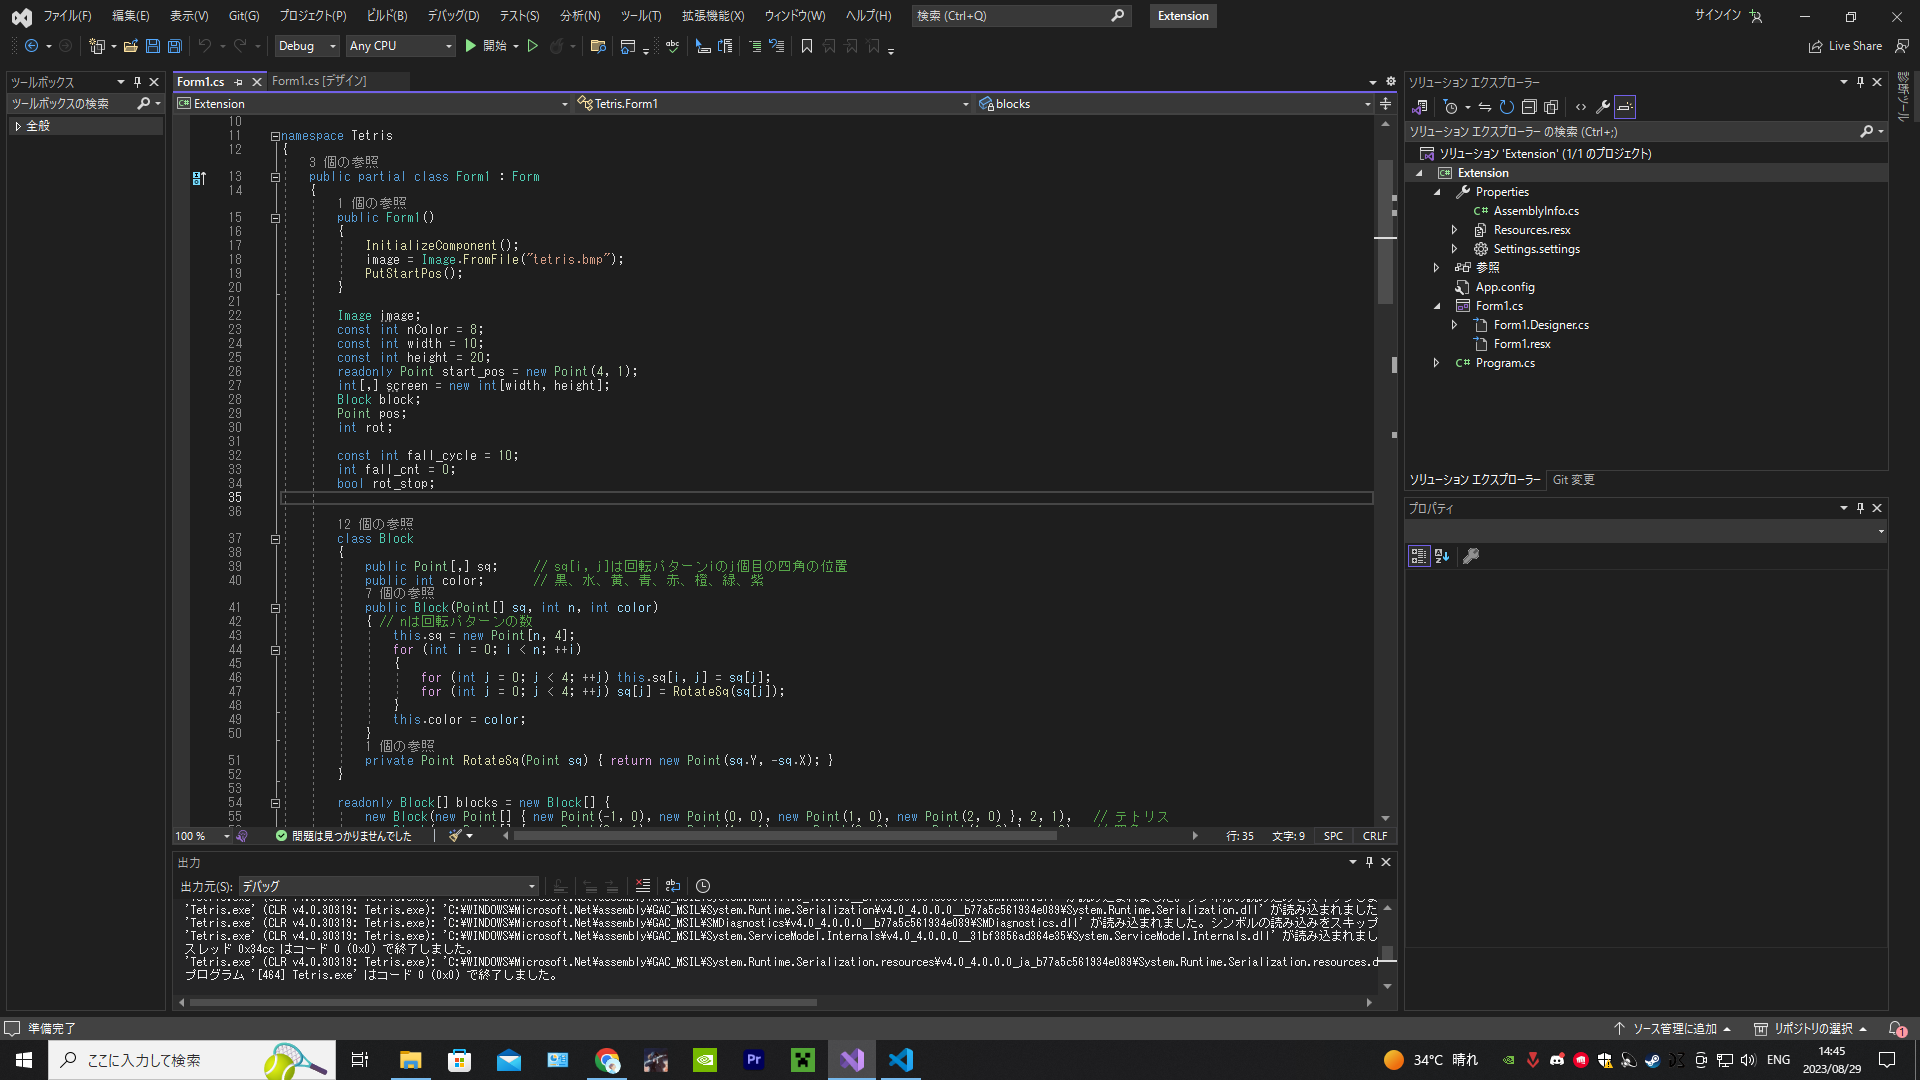 ファイル(F) 編集(E) 表示(V) Git(G) プロジェクト(P) ビルド(B) デバッグ(D) テスト(S) 分析(N) ツール(T) 拡張機能(X) ウィンドウ(W) ヘルプ(H) 検索 (Ctrl+Q) Extension サインイン
Debug Any CPU 開始 Live Share
ツールボックス
ツールボックスの検索
全般
Form1.cs Form1.cs [デザイン]
Extension Tetris.Form1 blocks
10
11 namespace Tetris
12 {
3 個の参照
13 public partial class Form1 : Form
14 {
1 個の参照
15 public Form1()
16 {
17 InitializeComponent();
18 image = Image.FromFile("tetris.bmp");
19 PutStartPos();
20 }
21
22 Image image;
23 const int nColor = 8;
24 const int width = 10;
25 const int height = 20;
26 readonly Point start_pos = new Point(4, 1);
27 int[,] screen = new int[width, height];
28 Block block;
29 Point pos;
30 int rot;
31
32 const int fall_cycle = 10;
33 int fall_cnt = 0;
34 bool rot_stop;
35
36
12 個の参照
37 class Block
38 {
39 public Point[,] sq; // sq[i, j]は回転パターンiのj個目の四角の位置
40 public int color; // 黒、水、黄、青、赤、橙、緑、紫
7 個の参照
41 public Block(Point[] sq, int n, int color)
42 { // nは回転パターンの数
43 this.sq = new Point[n, 4];
44 for (int i = 0; i < n; ++i)
45 {
46 for (int j = 0; j < 4; ++j) this.sq[i, j] = sq[j];
47 for (int j = 0; j < 4; ++j) sq[j] = RotateSq(sq[j]);
48 }
49 this.color = color;
50 }
1 個の参照
51 private Point RotateSq(Point sq) { return new Point(sq.Y, -sq.X); }
52 }
53
54 readonly Block[] blocks = new Block[] {
55 new Block(new Point[] { new Point(-1, 0), new Point(0, 0), new Point(1, 0), new Point(2, 0) }, 2, 1), // テトリス
100 % 問題は見つかりませんでした 行: 35 文字: 9 SPC CRLF
出力
出力元(S): デバッグ
'Tetris.exe' (CLR v4.0.30319: Tetris.exe): 'C:¥WINDOWS¥Microsoft.Net¥assembly¥GAC_MSIL¥System.Runtime.Serialization¥v4.0_4.0.0.0__b77a5c561934e089¥System.Runtime.Serialization.dll' が読み込まれました
'Tetris.exe' (CLR v4.0.30319: Tetris.exe): 'C:¥WINDOWS¥Microsoft.Net¥assembly¥GAC_MSIL¥SMDiagnostics¥v4.0_4.0.0.0__b77a5c561934e089¥SMDiagnostics.dll' が読み込まれました。シンボルの読み込みをスキップ
'Tetris.exe' (CLR v4.0.30319: Tetris.exe): 'C:¥WINDOWS¥Microsoft.Net¥assembly¥GAC_MSIL¥System.ServiceModel.Internals¥v4.0_4.0.0.0__31bf3856ad364e35¥System.ServiceModel.Internals.dll' が読み込まれまし
スレッド 0x34cc はコード 0 (0x0) で終了しました。
'Tetris.exe' (CLR v4.0.30319: Tetris.exe): 'C:¥WINDOWS¥Microsoft.Net¥assembly¥GAC_MSIL¥System.Runtime.Serialization.resources¥v4.0_4.0.0.0_ja_b77a5c561934e089¥System.Runtime.Serialization.resources.d
プログラム '[464] Tetris.exe' はコード 0 (0x0) で終了しました。
ソリューション エクスプローラー
ソリューション エクスプローラー の検索 (Ctrl+;)
ソリューション 'Extension' (1/1 のプロジェクト)
Extension
Properties
AssemblyInfo.cs
Resources.resx
Settings.settings
参照
App.config
Form1.cs
Form1.Designer.cs
Form1.resx
Program.cs
ソリューション エクスプローラー Git 変更
プロパティ
診断ツール
準備完了 ソース管理に追加 リポジトリの選択 1
ここに入力して検索 34°C 晴れ ENG 14:45
2023/08/29